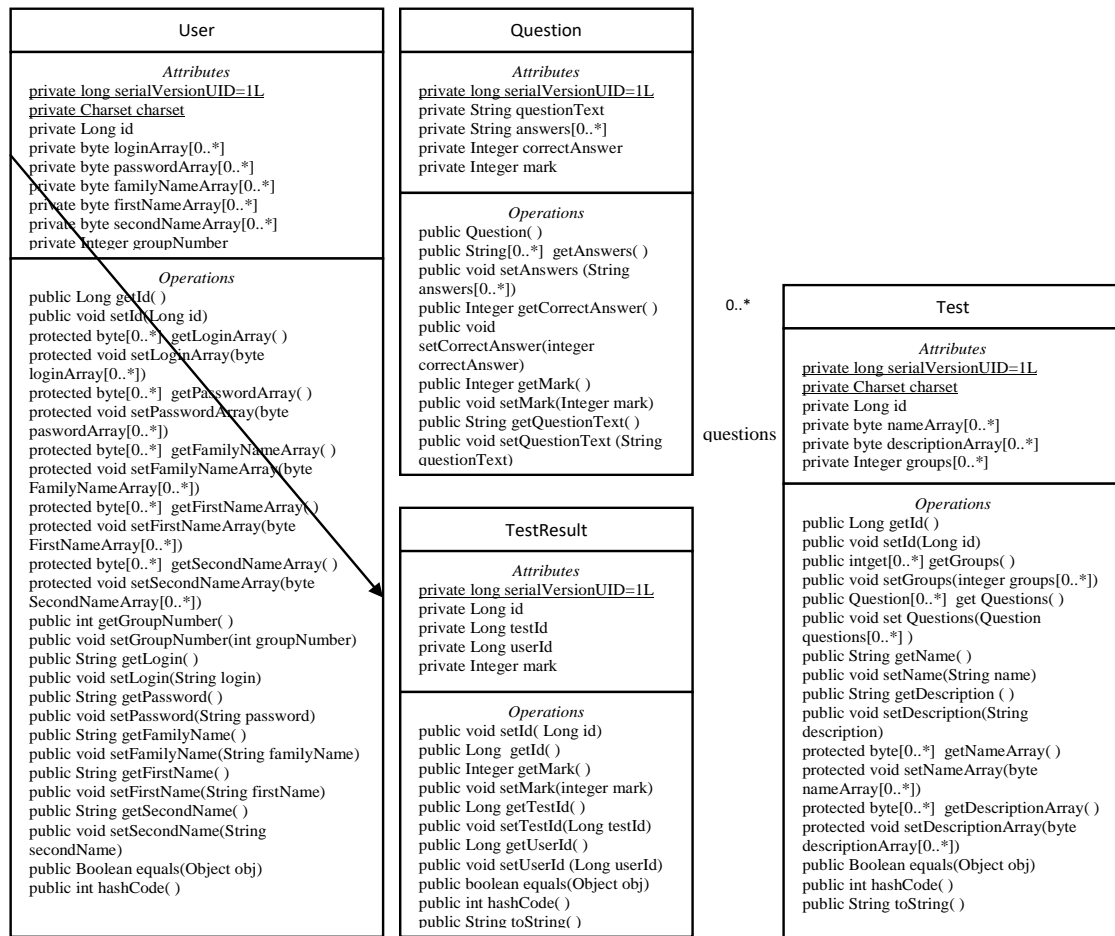 User
Attributes
private long serialVersionUID=1L
private Charset charset
private Long id
private byte loginArray[0..*]
private byte passwordArray[0..*]
private byte familyNameArray[0..*]
private byte firstNameArray[0..*]
private byte secondNameArray[0..*]
private Integer groupNumber
Operations
public Long getId( )
public void setId(Long id)
protected byte[0..*]  getLoginArray( )
protected void setLoginArray(byte
loginArray[0..*])
protected byte[0..*]  getPasswordArray( )
protected void setPasswordArray(byte
paswordArray[0..*])
protected byte[0..*]  getFamilyNameArray( )
protected void setFamilyNameArray(byte
FamilyNameArray[0..*])
protected byte[0..*]  getFirstNameArray( )
protected void setFirstNameArray(byte
FirstNameArray[0..*])
protected byte[0..*]  getSecondNameArray( )
protected void setSecondNameArray(byte
SecondNameArray[0..*])
public int getGroupNumber( )
public void setGroupNumber(int groupNumber)
public String getLogin( )
public void setLogin(String login)
public String getPassword( )
public void setPassword(String password)
public String getFamilyName( )
public void setFamilyName(String familyName)
public String getFirstName( )
public void setFirstName(String firstName)
public String getSecondName( )
public void setSecondName(String
secondName)
public Boolean equals(Object obj)
public int hashCode( )
Question
Attributes
private long serialVersionUID=1L
private String questionText
private String answers[0..*]
private Integer correctAnswer
private Integer mark
Operations
public Question( )
public String[0..*]  getAnswers( )
public void setAnswers (String
answers[0..*])
public Integer getCorrectAnswer( )
public void
setCorrectAnswer(integer
correctAnswer)
public Integer getMark( )
public void setMark(Integer mark)
public String getQuestionText( )
public void setQuestionText (String
questionText)
TestResult
Attributes
private long serialVersionUID=1L
private Long id
private Long testId
private Long userId
private Integer mark
Operations
public void setId( Long id)
public Long  getId( )
public Integer getMark( )
public void setMark(integer mark)
public Long getTestId( )
public void setTestId(Long testId)
public Long getUserId( )
public void setUserId (Long userId)
public boolean equals(Object obj)
public int hashCode( )
public String toString( )
0..*
questions
Test
Attributes
private long serialVersionUID=1L
private Charset charset
private Long id
private byte nameArray[0..*]
private byte descriptionArray[0..*]
private Integer groups[0..*]
Operations
public Long getId( )
public void setId(Long id)
public intget[0..*] getGroups( )
public void setGroups(integer groups[0..*])
public Question[0..*]  get Questions( )
public void set Questions(Question
questions[0..*] )
public String getName( )
public void setName(String name)
public String getDescription ( )
public void setDescription(String
description)
protected byte[0..*]  getNameArray( )
protected void setNameArray(byte
nameArray[0..*])
protected byte[0..*]  getDescriptionArray( )
protected void setDescriptionArray(byte
descriptionArray[0..*])
public Boolean equals(Object obj)
public int hashCode( )
public String toString( )